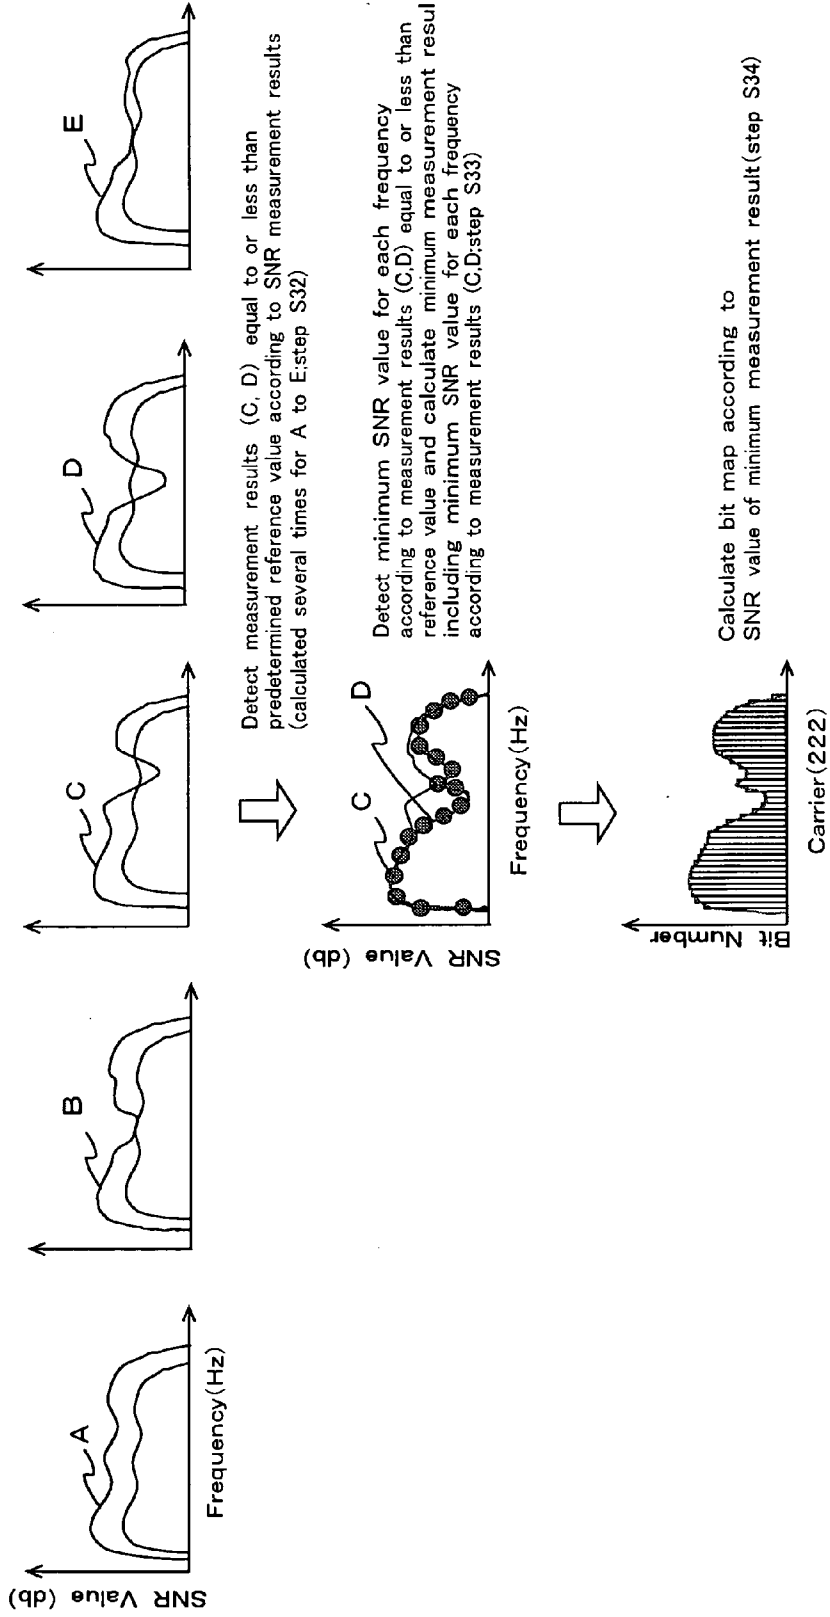 SNR Value (db)
A
Frequency(Hz)
B
C
D
E
Detect measurement results (C, D) equal to or less than
predetermined reference value according to SNR measurement results
(calculated several times for A to E;step S32)
SNR Value (db)
C
D
Frequency(Hz)
Detect minimum SNR value for each frequency
according to measurement results (C,D) equal to or less than
reference value and calculate minimum measurement resul
including minimum SNR value for each frequency
according to measurement results (C,D;step S33)
Bit Number
Carrier(222)
Calculate bit map according to
SNR value of minimum measurement result(step S34)